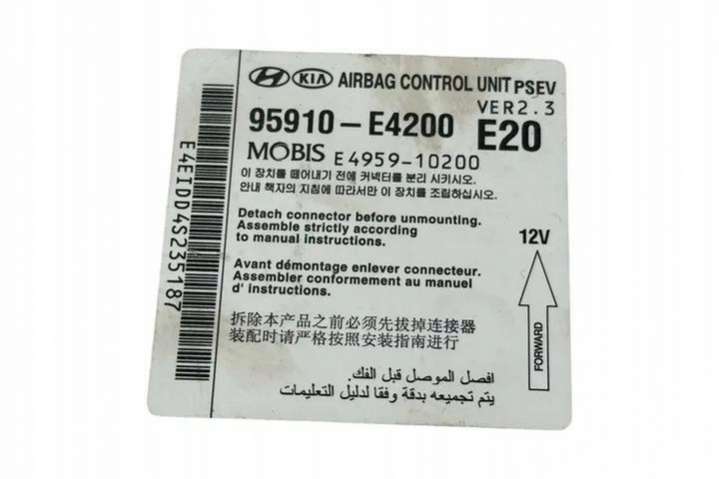 HYUNDAI KIA AIRBAG CONTROL UNIT PSEV
VER2.3
95910-E4200 E20
MOBIS E4959-10200
이 장치를 떼어내기 전에 커넥터를 분리 시키시오.
안내 책자의 지침에 따라서만 이 장치를 조립하십시오.
Detach connector before unmounting.
Assemble strictly according
to manual instructions.
12V
Avant démontage enlever connecteur.
Assembler conformement au manuel
d' instructions.
拆除本产品之前必须先拔掉连接器
装配时请严格按照安装指南进行
افصل الموصل قبل الفك.
يتم تجميعه بدقة وفقا لدليل التعليمات
FORWARD
E4EIDD4S235187